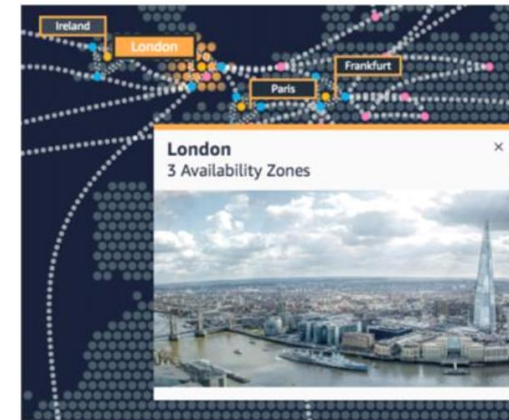 Ireland
London
Frankfurt
Paris
London
3 Availability Zones
×